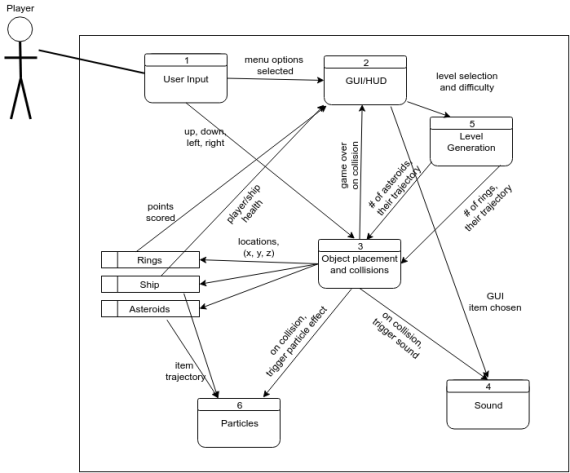 Player
1
User Input
menu options
selected
2
GUI/HUD
level selection
and difficulty
5
Level
Generation
up, down,
left, right
game over
on collision
# of asteroids,
their trajectory
# of rings,
their trajectory
points
scored
player/ship
health
locations,
(x, y, z)
3
Object placement
and collisions
Rings
Ship
Asteroids
GUI
item chosen
on collision,
trigger particle effect
on collision,
trigger sound
item
trajectory
4
Sound
6
Particles